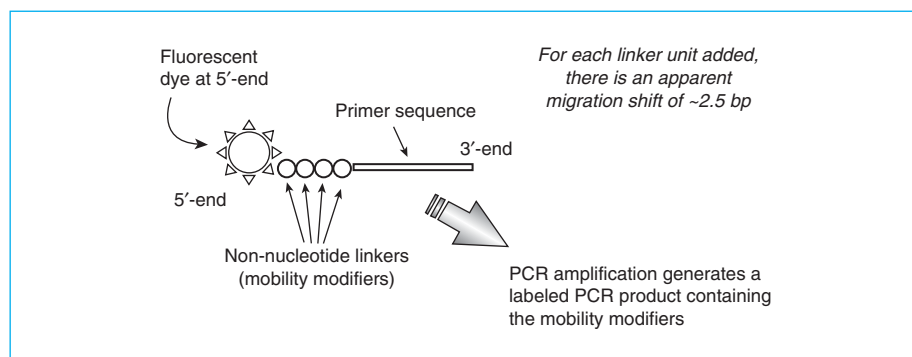 Fluorescent
dye at 5′-end
For each linker unit added,
there is an apparent
migration shift of ~2.5 bp
Primer sequence
3′-end
5′-end
Non-nucleotide linkers
(mobility modifiers)
PCR amplification generates a
labeled PCR product containing
the mobility modifiers